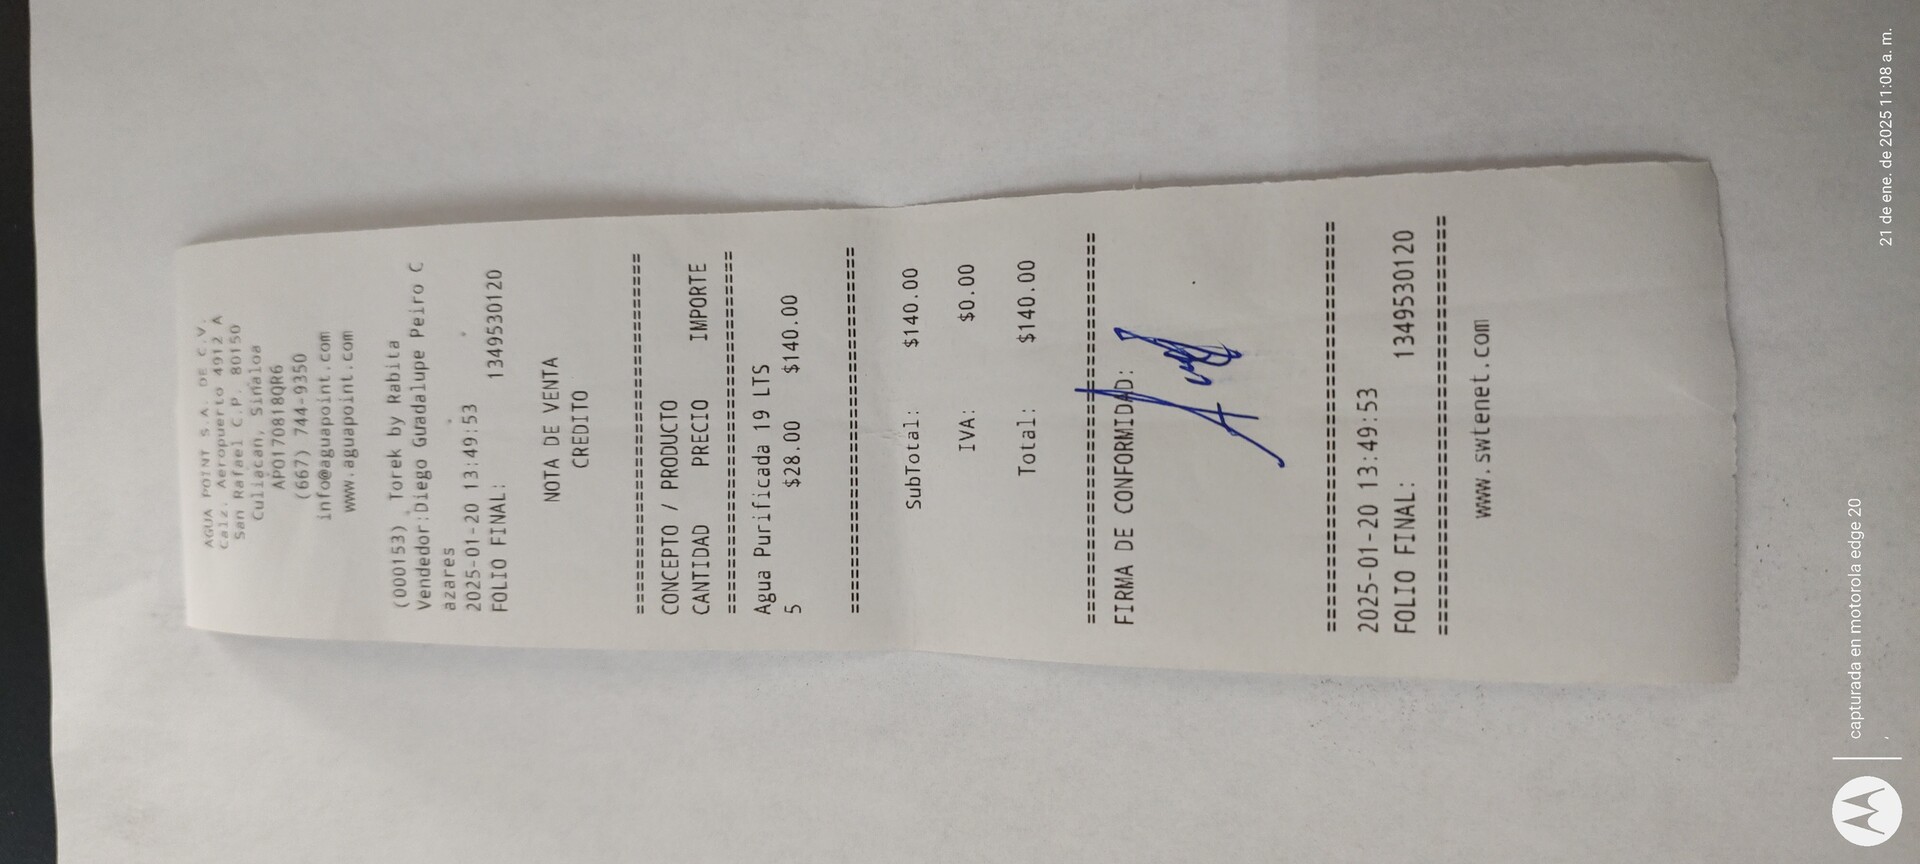 AGUA POINT S.A. DE C.V.
Calz. Aeropuerto 4912 A
San Rafael C.P. 80150
Culiacan, Sinaloa
APO170818QR6
(667) 744-9350
info@aguapoint.com
www.aguapoint.com
(000153) Torek by Rabita
Vendedor:Diego Guadalupe Peiro C
azares
2025-01-20 13:49:53
FOLIO FINAL: 1349530120
NOTA DE VENTA
CREDITO
================================
CONCEPTO / PRODUCTO
CANTIDAD PRECIO IMPORTE
================================
Agua Purificada 19 LTS
5 $28.00 $140.00
================================
SubTotal: $140.00
IVA: $0.00
Total: $140.00
================================
FIRMA DE CONFORMIDAD:
================================
2025-01-20 13:49:53
FOLIO FINAL: 1349530120
================================
www.swtenet.com
capturada en motorola edge 20
21 de ene. de 2025 11:08 a. m.